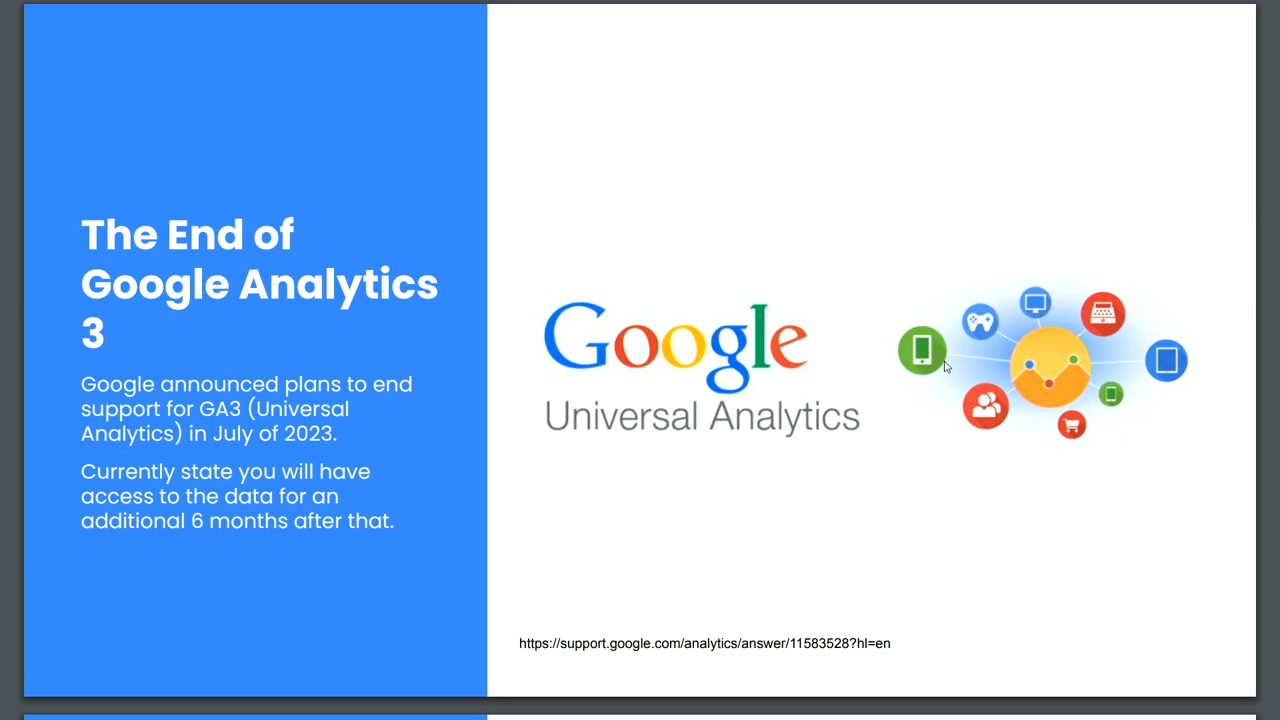 The End of
Google Analytics
3
Google announced plans to end
support for GA3 (Universal
Analytics) in July of 2023.
Currently state you will have
access to the data for an
additional 6 months after that.
Google
Universal Analytics
https://support.google.com/analytics/answer/11583528?hl=en